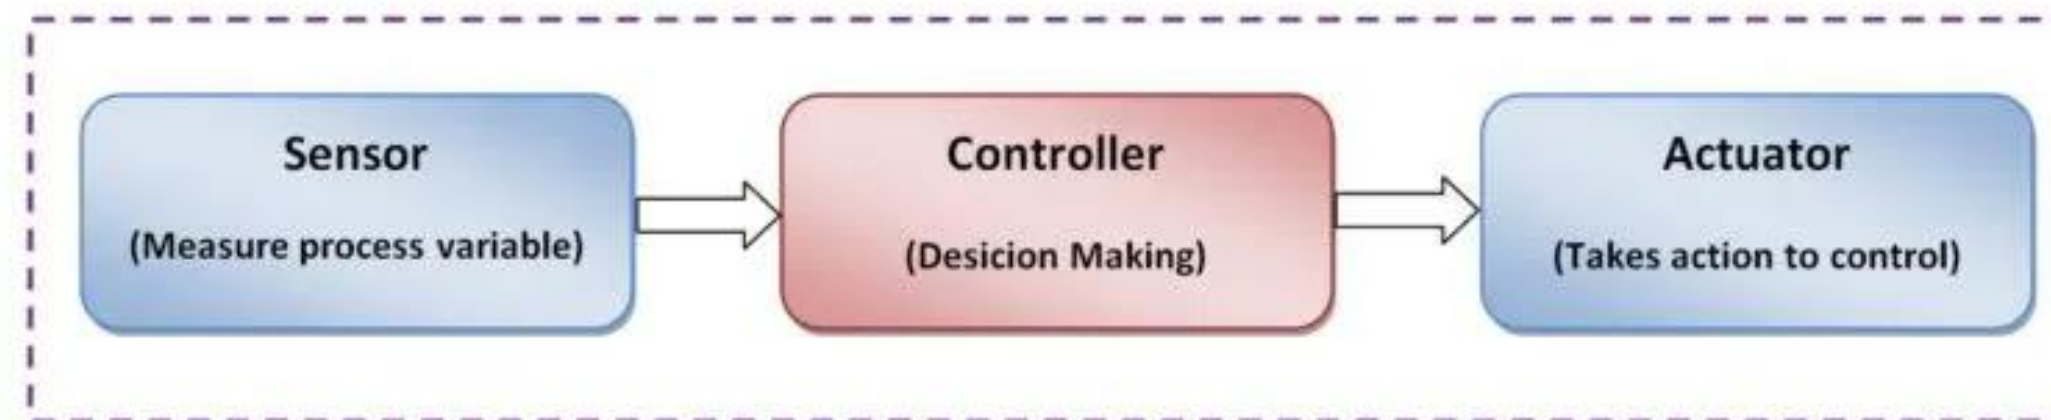 Sensor
(Measure process variable)
Controller
(Desicion Making)
Actuator
(Takes action to control)